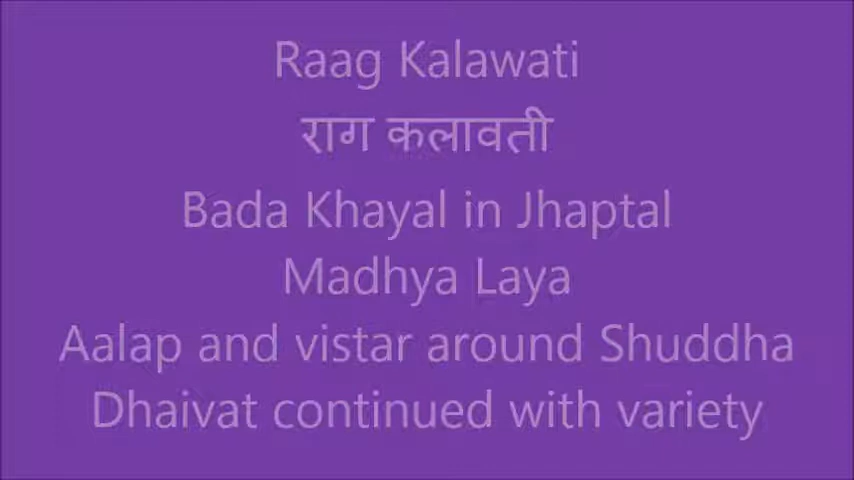 Raag Kalawati
राग कलावती
Bada Khayal in Jhaptal
Madhya Laya
Aalap and vistar around Shuddha
Dhaivat continued with variety